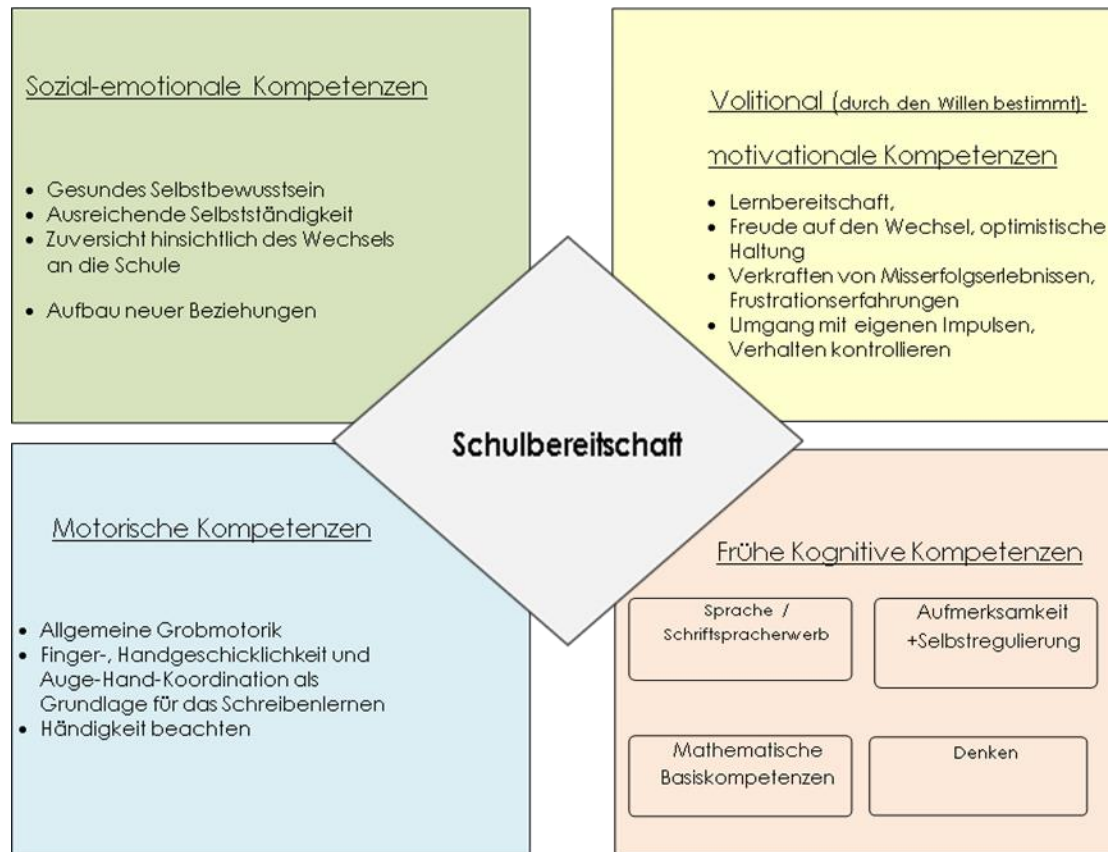 Sozial-emotionale Kompetenzen
• Gesundes Selbstbewusstsein
• Ausreichende Selbstständigkeit
• Zuversicht hinsichtlich des Wechsels
an die Schule
• Aufbau neuer Beziehungen
Volitional (durch den Willen bestimmt)-
motivationale Kompetenzen
• Lernbereitschaft,
• Freude auf den Wechsel, optimistische
Haltung
• Verkraften von Misserfolgserlebnissen,
Frustrationserfahrungen
• Umgang mit eigenen Impulsen,
Verhalten kontrollieren
Schulbereitschaft
Motorische Kompetenzen
• Allgemeine Grobmotorik
• Finger-, Handgeschicklichkeit und
Auge-Hand-Koordination als
Grundlage für das Schreibenlernen
• Händigkeit beachten
Frühe Kognitive Kompetenzen
Sprache /
Schriftspracherwerb
Aufmerksamkeit
+Selbstregulierung
Mathematische
Basiskompetenzen
Denken